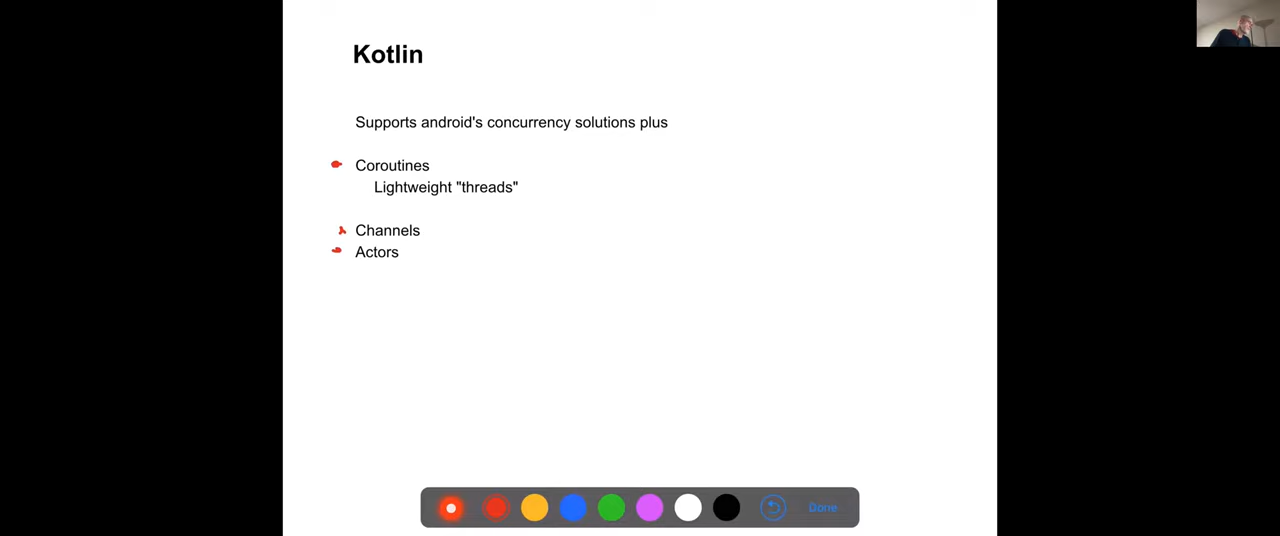 Kotlin
Supports android's concurrency solutions plus
Coroutines
Lightweight "threads"
Channels
Actors
Done